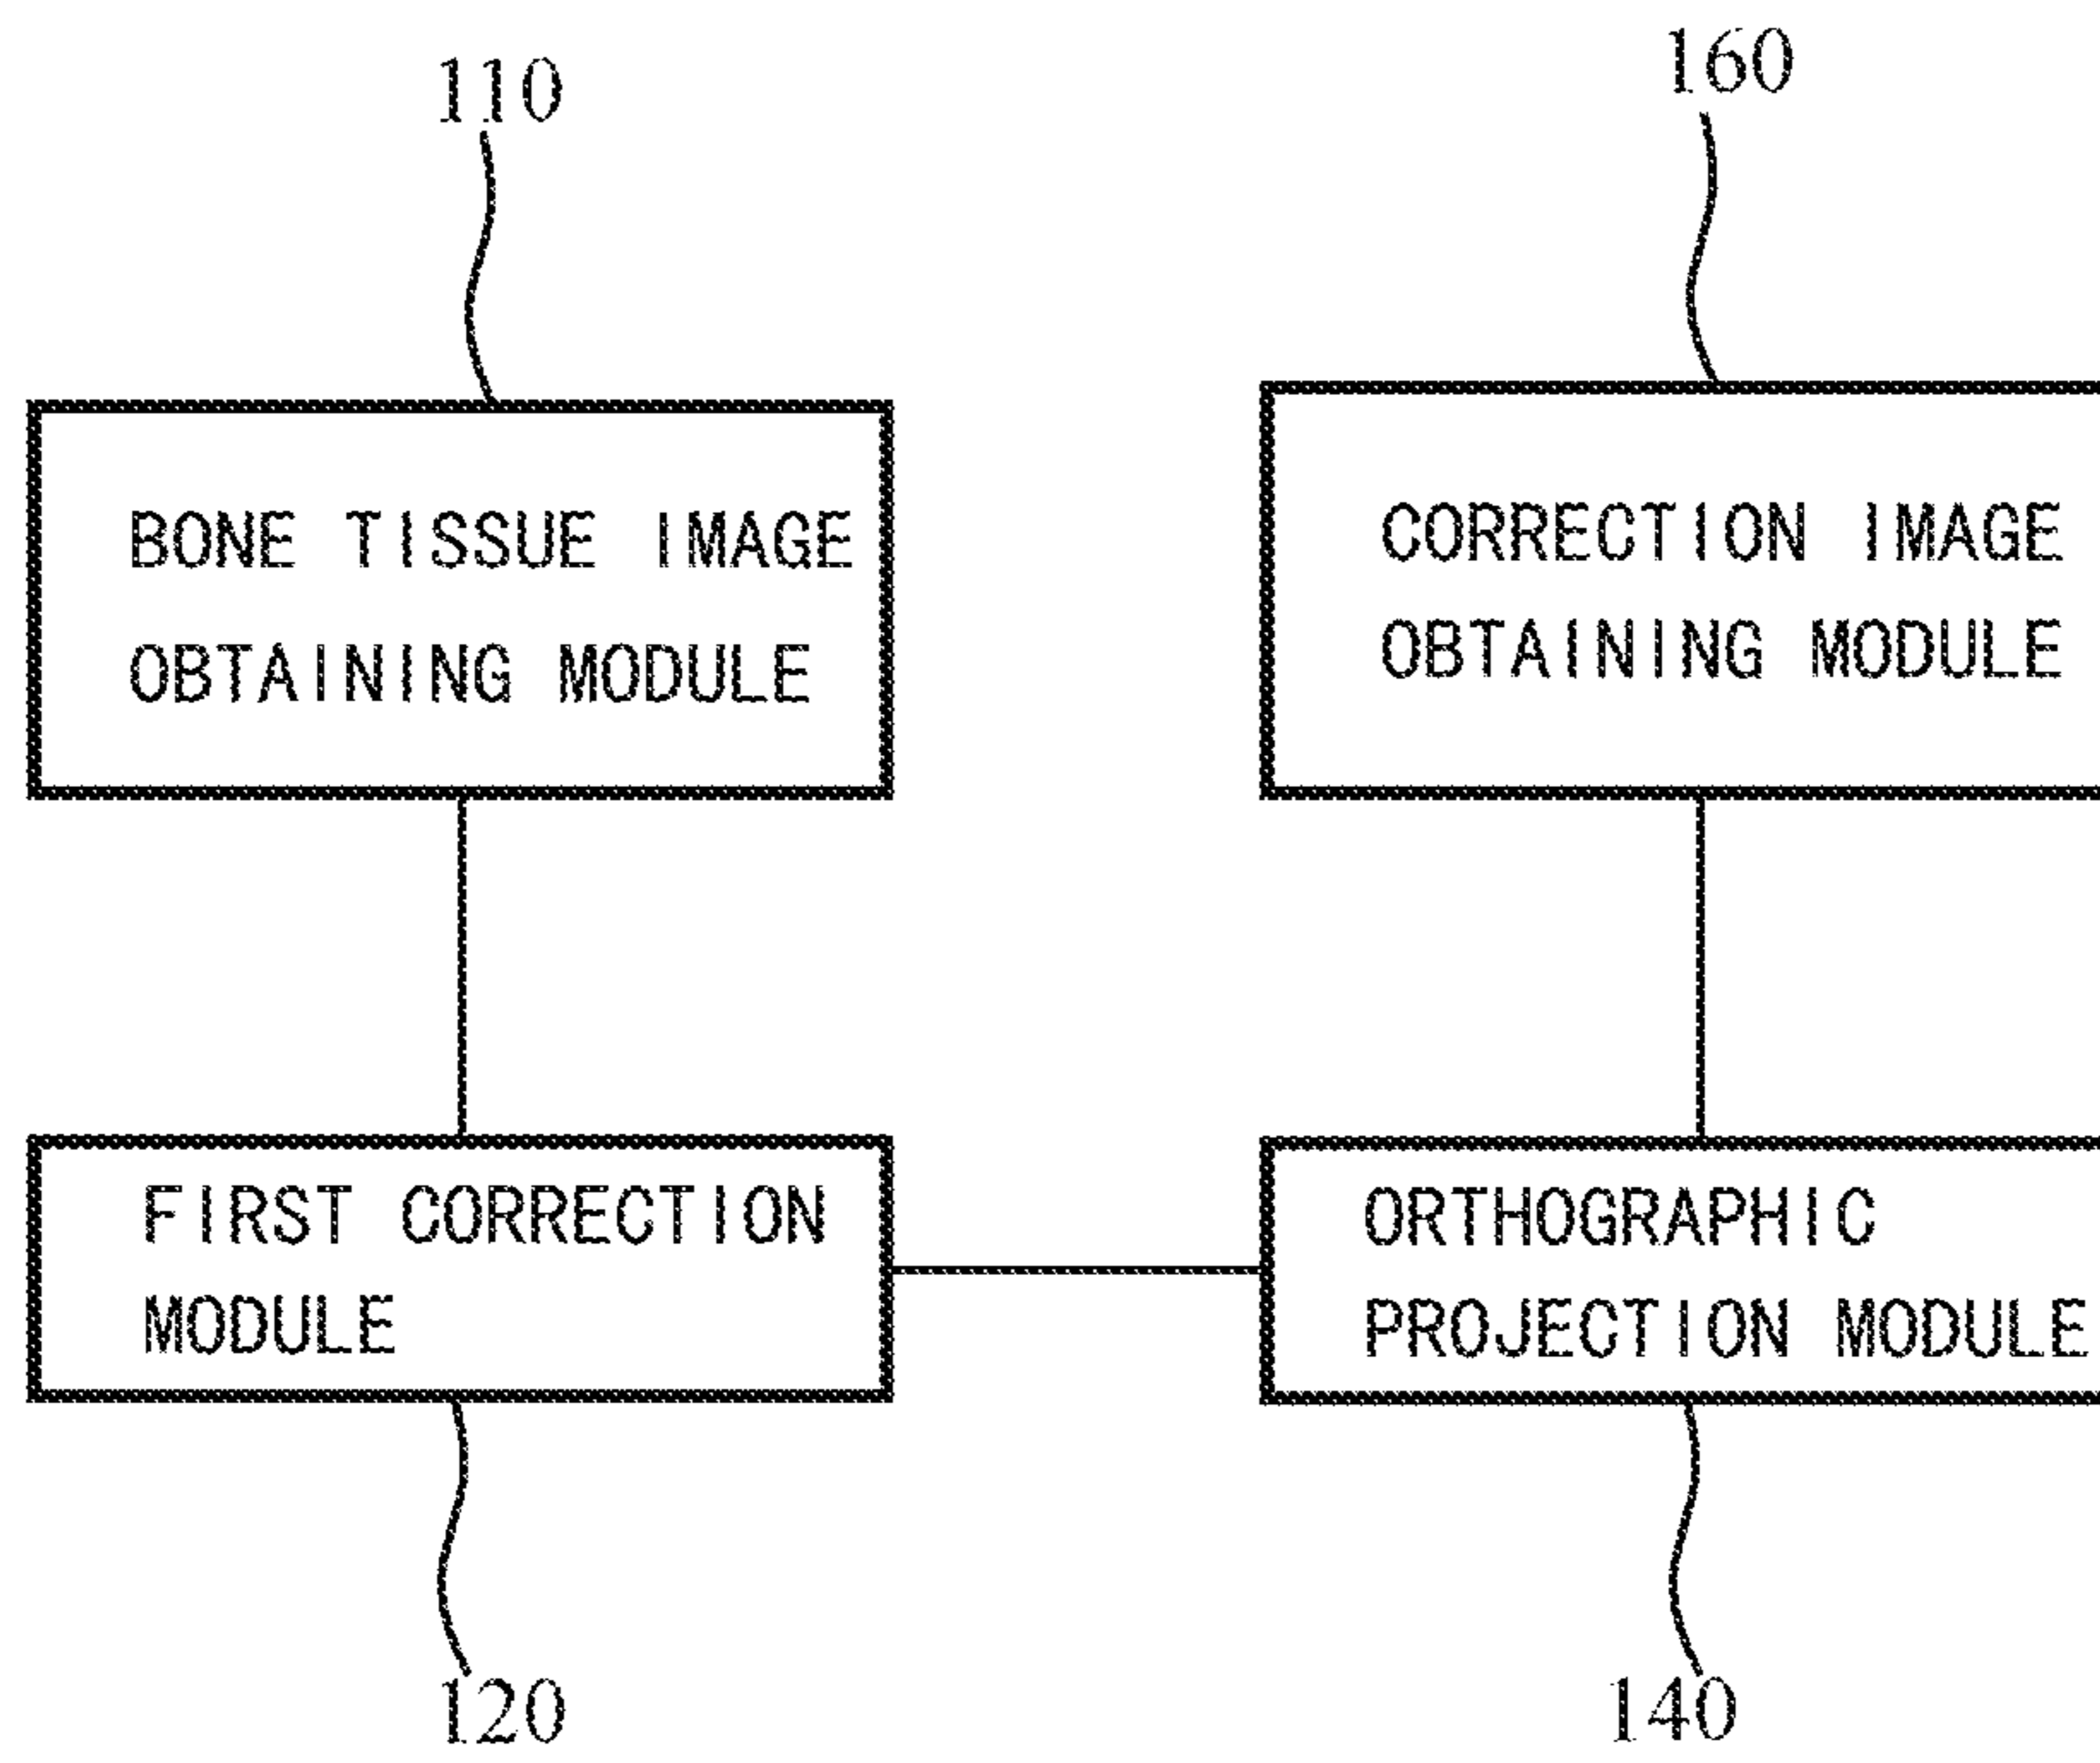 110
160
BONE TISSUE IMAGE
OBTAINING MODULE
CORRECTION IMAGE
OBTAINING MODULE
FIRST CORRECTION
MODULE
ORTHOGRAPHIC
PROJECTION MODULE
120
140